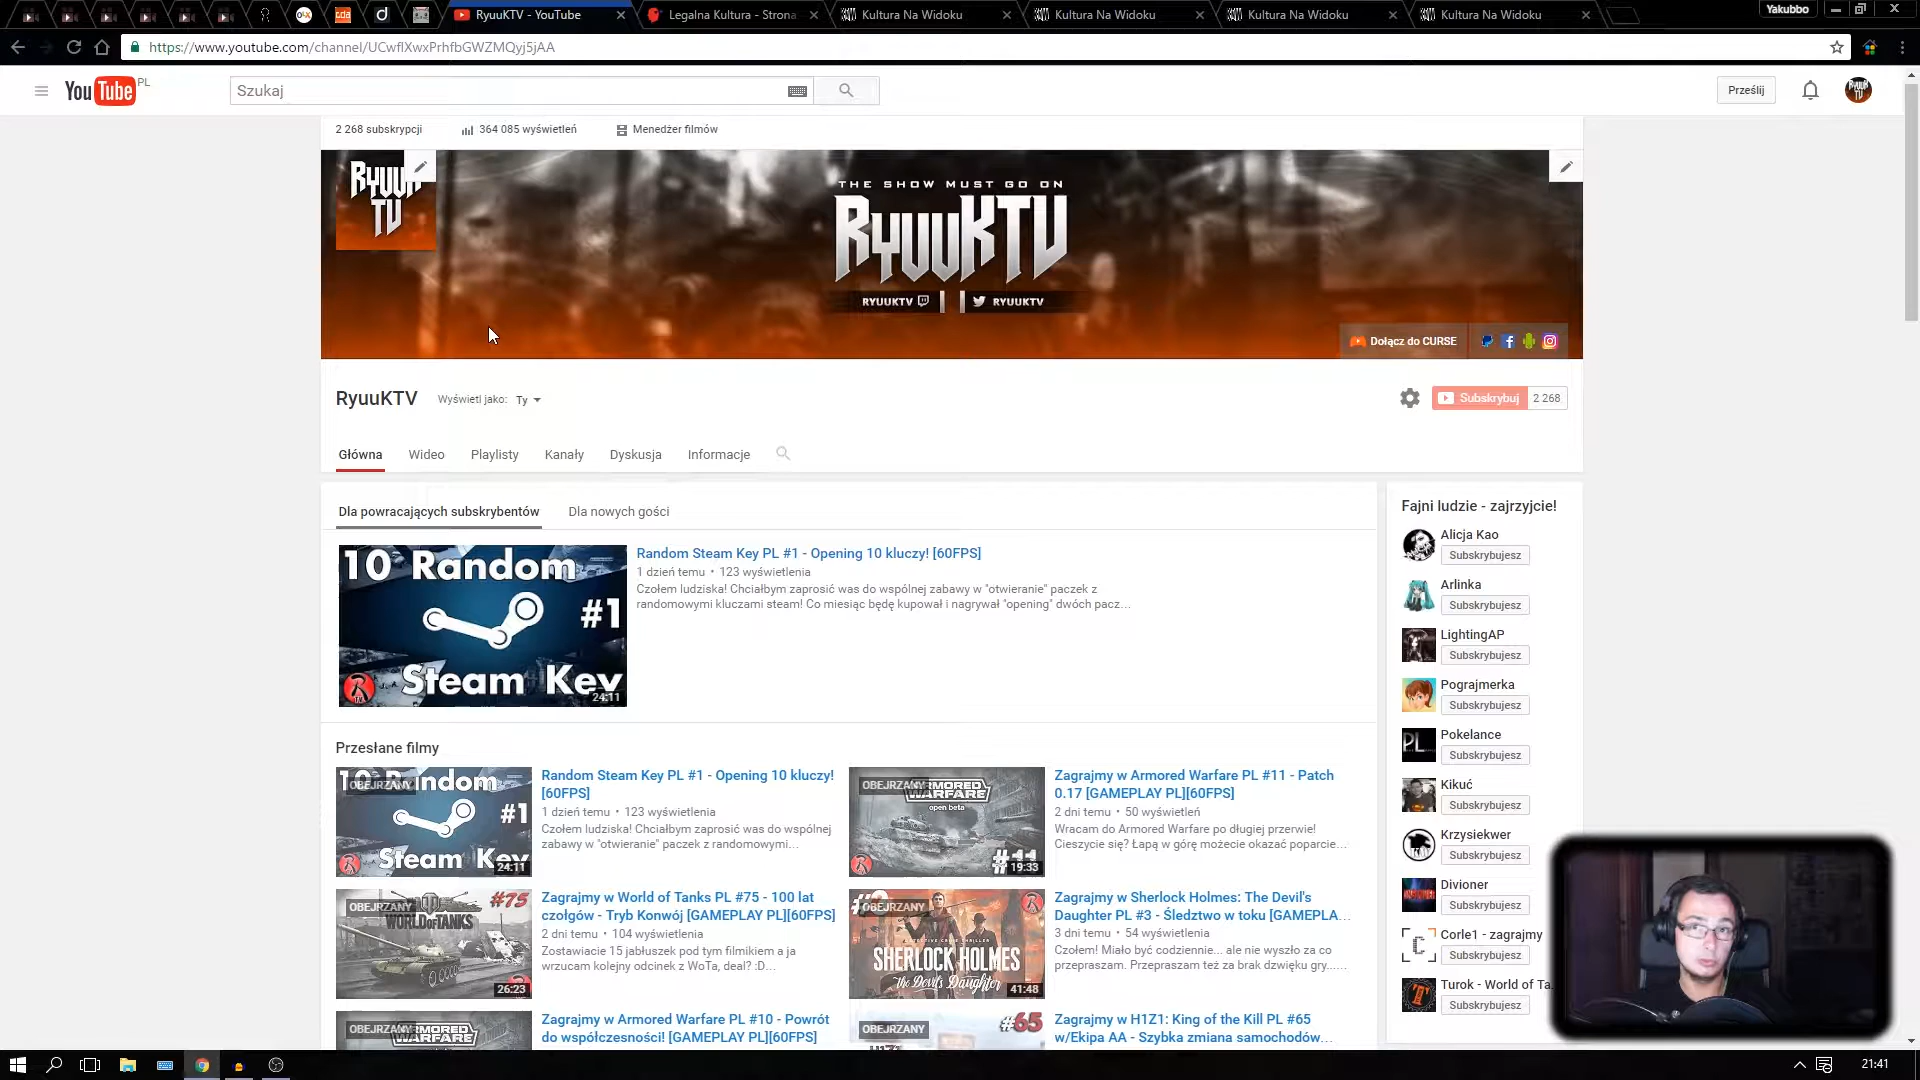 RyuuKTV - YouTube
Legalna Kultura - Strona
Kultura Na Widoku
Kultura Na Widoku
Kultura Na Widoku
Kultura Na Widoku
Yakubbo
https://www.youtube.com/channel/UCwflXwxPrhfbGWZMQyj5jAA
YouTube PL
Szukaj
Prześlij
2 268 subskrypcji
364 085 wyświetleń
Menedżer filmów
RYUUK TV
THE SHOW MUST GO ON
RYUUKTV
RYUUKTV
RYUUKTV
Dołącz do CURSE
RyuuKTV
Wyświetl jako: Ty
Subskrybuj 2 268
Główna
Wideo
Playlisty
Kanały
Dyskusja
Informacje
Dla powracających subskrybentów
Dla nowych gości
10 Random
#1
Steam Key
24:11
Random Steam Key PL #1 - Opening 10 kluczy! [60FPS]
1 dzień temu • 123 wyświetlenia
Czołem ludziska! Chciałbym zaprosić was do wspólnej zabawy w "otwieranie" paczek z
randomowymi kluczami steam! Co miesiąc będę kupował i nagrywał "opening" dwóch pacz...
Przesłane filmy
OBEJRZANY
#1
Steam Key
24:11
Random Steam Key PL #1 - Opening 10 kluczy!
[60FPS]
1 dzień temu • 123 wyświetlenia
Czołem ludziska! Chciałbym zaprosić was do wspólnej
zabawy w "otwieranie" paczek z randomowymi...
OBEJRZANY
ARMORED
WARFARE
open beta
#11
19:33
Zagrajmy w Armored Warfare PL #11 - Patch
0.17 [GAMEPLAY PL][60FPS]
2 dni temu • 50 wyświetleń
Wracam do Armored Warfare po długiej przerwie!
Cieszycie się? Łapą w górę możecie okazać poparcie...
OBEJRZANY
#75
WORLD OF TANKS
26:23
Zagrajmy w World of Tanks PL #75 - 100 lat
czołgów - Tryb Konwój [GAMEPLAY PL][60FPS]
2 dni temu • 104 wyświetlenia
Zostawiacie 15 jabłuszek pod tym filmikiem a ja
wrzucam kolejny odcinek z WoTa, deal? :D...
OBEJRZANY
SHERLOCK HOLMES
The Devil's Daughter
41:48
Zagrajmy w Sherlock Holmes: The Devil's
Daughter PL #3 - Śledztwo w toku [GAMEPLA...
3 dni temu • 54 wyświetlenia
Czołem! Miało być codziennie... ale nie wyszło za co
przepraszam. Przepraszam też za brak dźwięku gry......
OBEJRZANY
Zagrajmy w Armored Warfare PL #10 - Powrót
do współczesności! [GAMEPLAY PL][60FPS]
OBEJRZANY
#65
Zagrajmy w H1Z1: King of the Kill PL #65
w/Ekipa AA - Szybka zmiana samochodów...
Fajni ludzie - zajrzyjcie!
Alicja Kao
Subskrybujesz
Arlinka
Subskrybujesz
LightingAP
Subskrybujesz
Pograjmerka
Subskrybujesz
PL
Pokelance
Subskrybujesz
Kikuć
Subskrybujesz
Krzysiekwer
Subskrybujesz
Divioner
Subskrybujesz
Corle1 - zagrajmy
Subskrybujesz
Turok - World of Ta...
Subskrybujesz
21:41